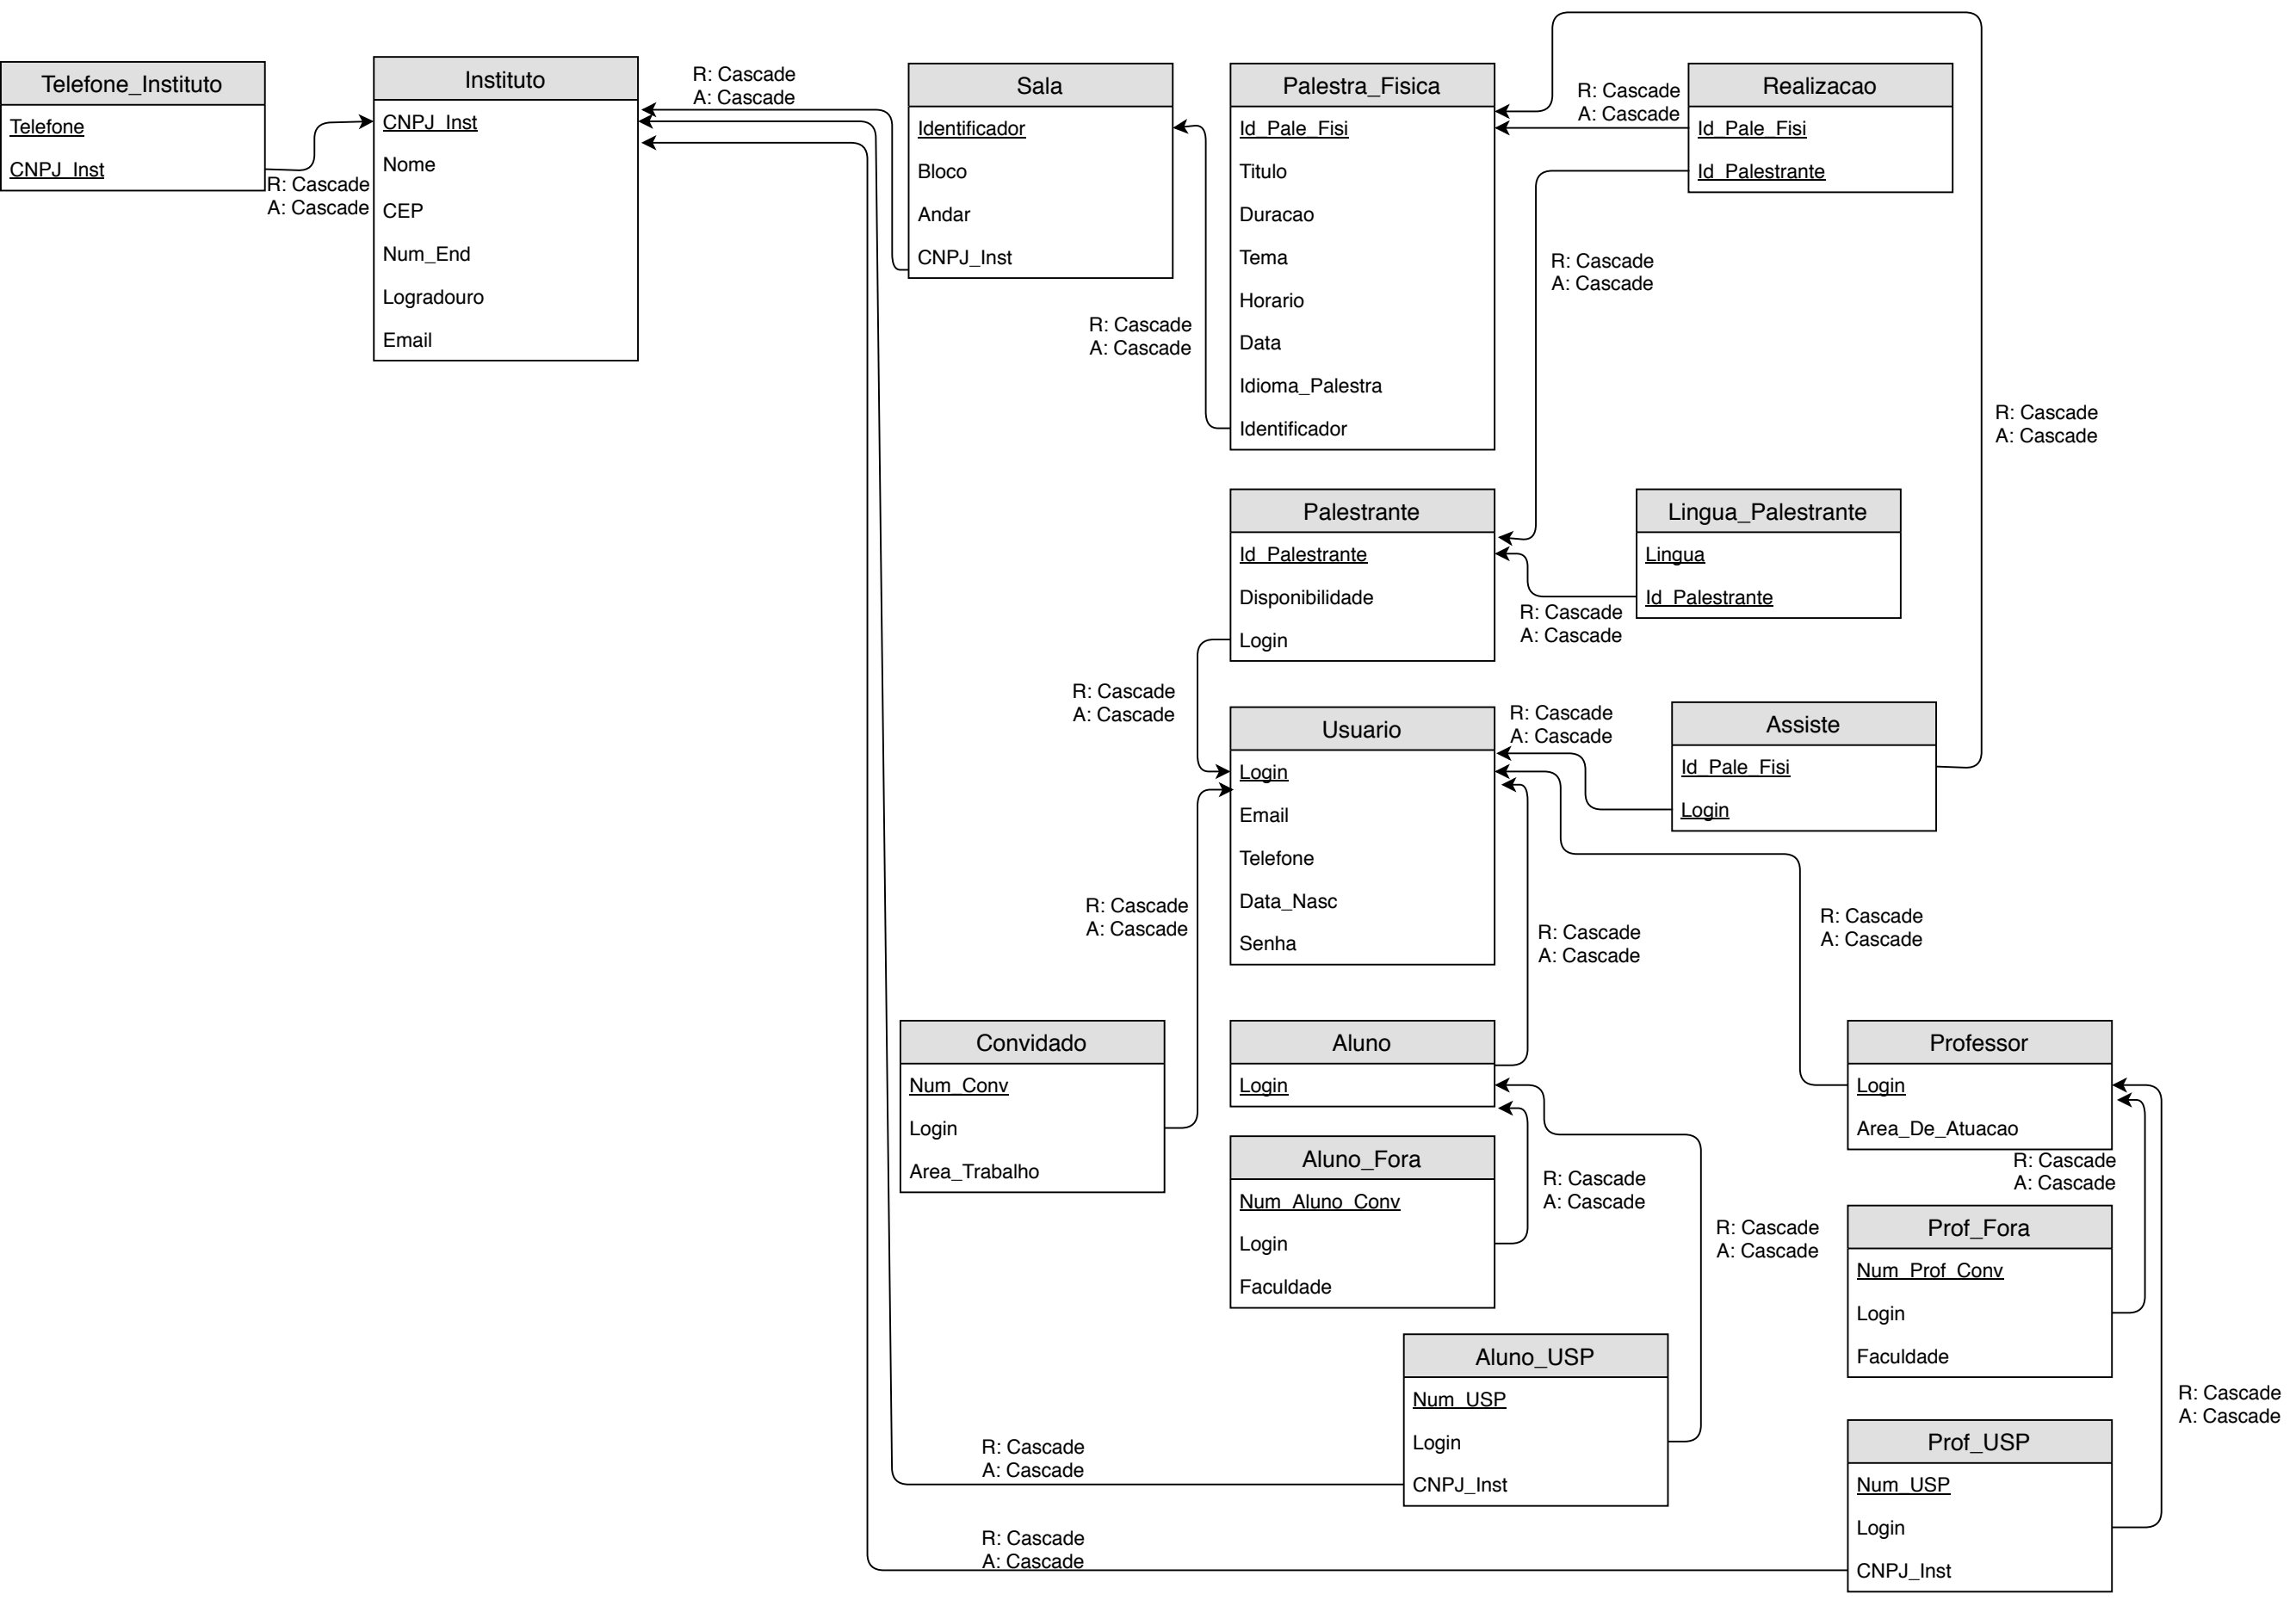 Telefone_Instituto
Telefone
CNPJ_Inst
R: Cascade
A: Cascade
Instituto
CNPJ_Inst
Nome
CEP
Num_End
Logradouro
Email
R: Cascade
A: Cascade
Sala
Identificador
Bloco
Andar
CNPJ_Inst
R: Cascade
A: Cascade
Palestra_Fisica
Id_Pale_Fisi
Titulo
Duracao
Tema
Horario
Data
Idioma_Palestra
Identificador
R: Cascade
A: Cascade
Realizacao
Id_Pale_Fisi
Id_Palestrante
R: Cascade
A: Cascade
R: Cascade
A: Cascade
Palestrante
Id_Palestrante
Disponibilidade
Login
Lingua_Palestrante
Lingua
Id_Palestrante
R: Cascade
A: Cascade
R: Cascade
A: Cascade
Usuario
Login
Email
Telefone
Data_Nasc
Senha
R: Cascade
A: Cascade
Assiste
Id_Pale_Fisi
Login
R: Cascade
A: Cascade
R: Cascade
A: Cascade
R: Cascade
A: Cascade
Convidado
Num_Conv
Login
Area_Trabalho
Aluno
Login
Aluno_Fora
Num_Aluno_Conv
Login
Faculdade
R: Cascade
A: Cascade
R: Cascade
A: Cascade
Professor
Login
Area_De_Atuacao
R: Cascade
A: Cascade
Prof_Fora
Num_Prof_Conv
Login
Faculdade
Aluno_USP
Num_USP
Login
CNPJ_Inst
R: Cascade
A: Cascade
R: Cascade
A: Cascade
Prof_USP
Num_USP
Login
CNPJ_Inst
R: Cascade
A: Cascade